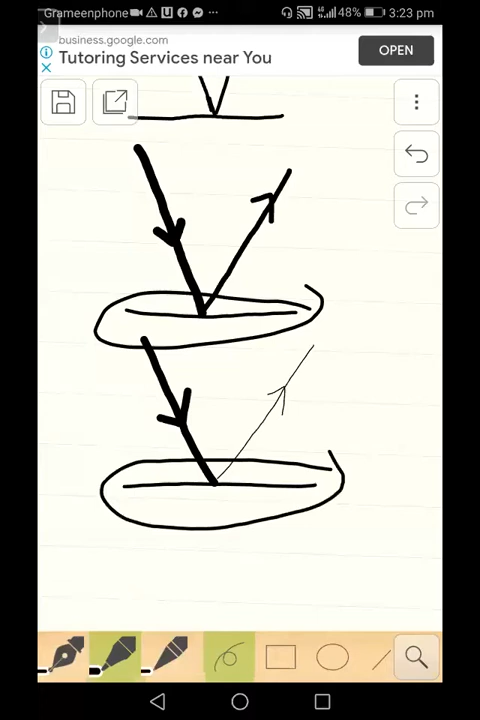 Grameenphone
48% 3:23 pm
business.google.com
Tutoring Services near You
OPEN